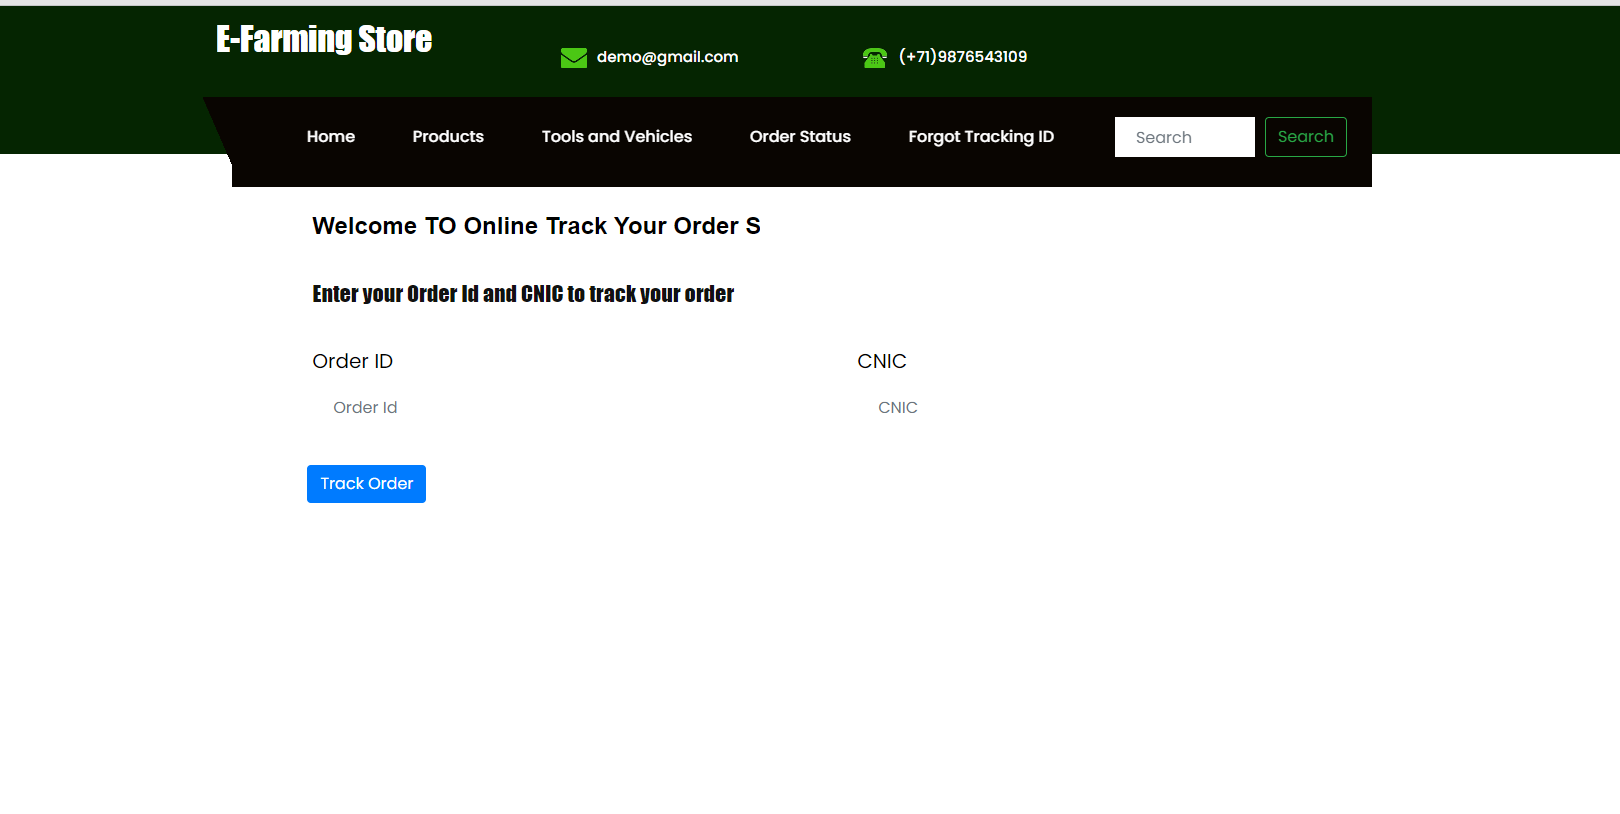 E-Farming Store
demo@gmail.com
(+71)9876543109
Home Products Tools and Vehicles Order Status Forgot Tracking ID Search Search
Welcome TO Online Track Your Order S
Enter your Order Id and CNIC to track your order
Order ID CNIC
Order Id CNIC
Track Order